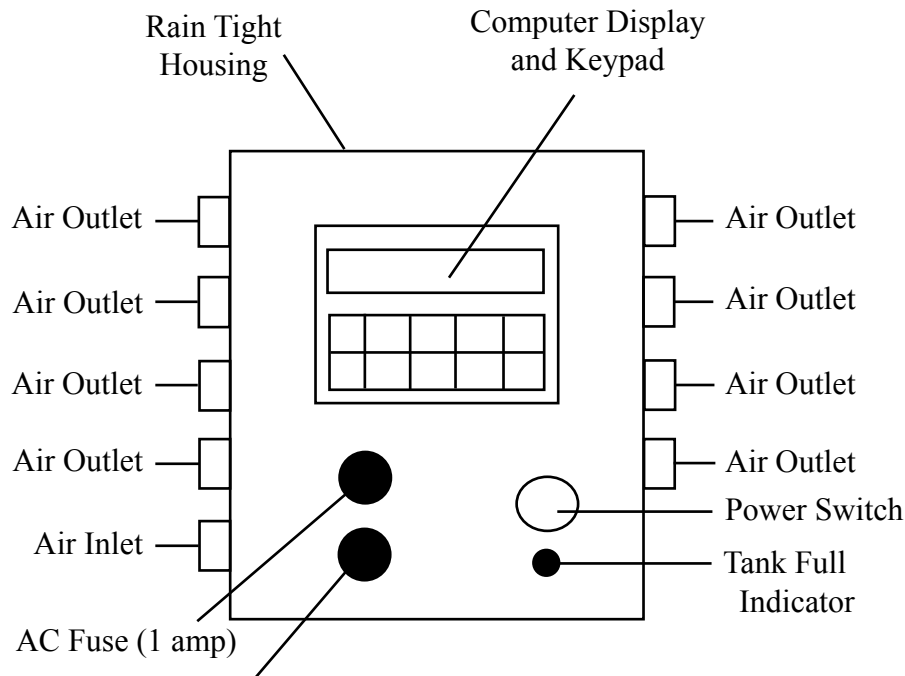 Rain Tight
Housing
Computer Display
and Keypad
Air Outlet
Air Outlet
Air Outlet
Air Outlet
Air Inlet
AC Fuse (1 amp)
Air Outlet
Air Outlet
Air Outlet
Air Outlet
Power Switch
Tank Full
Indicator